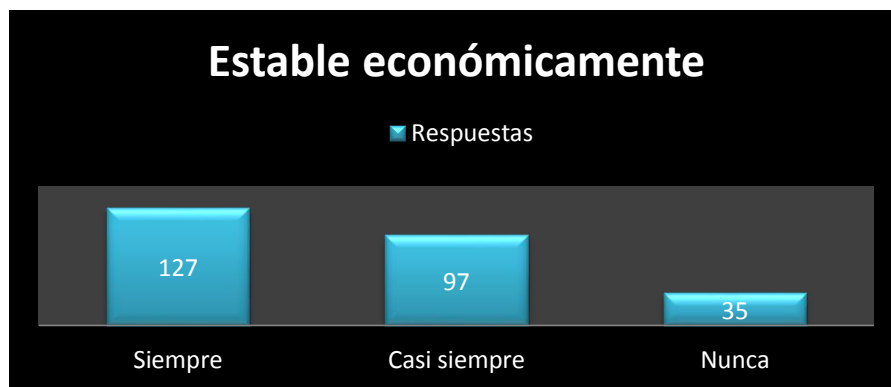 Estable económicamente
Respuestas
127
97
35
Siempre
Casi siempre
Nunca